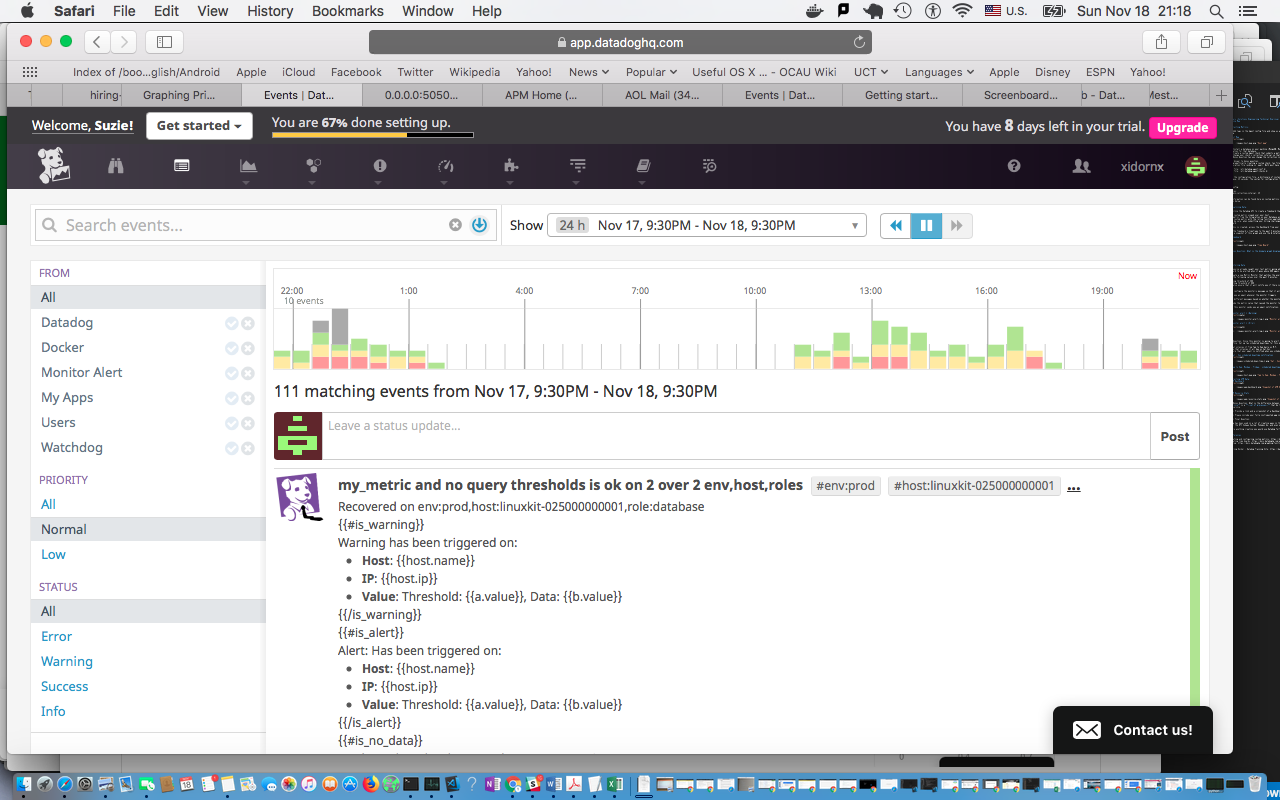 Safari File Edit View History Bookmarks Window Help U.S. Sun Nov 18 21:18
app.datadoghq.com
Index of /boo...glish/Android Apple iCloud Facebook Twitter Wikipedia Yahoo! News Popular Useful OS X ... - OCAU Wiki UCT Languages Apple Disney ESPN Yahoo!
hiring- Graphing Pri... Events | Dat... 0.0.0.0:5050... APM Home (... AOL Mail (34... Events | Dat... Getting start... Screenboard... b - Dat... Mest...
Welcome, Suzie! Get started You are 67% done setting up. You have 8 days left in your trial. Upgrade
xidornx
Search events... Show 24 h Nov 17, 9:30PM - Nov 18, 9:30PM
FROM
All
Datadog
Docker
Monitor Alert
My Apps
Users
Watchdog
PRIORITY
All
Normal
Low
STATUS
All
Error
Warning
Success
Info
Now
22:00 1:00 4:00 7:00 10:00 13:00 16:00 19:00
10 events
111 matching events from Nov 17, 9:30PM - Nov 18, 9:30PM
Leave a status update... Post
my_metric and no query thresholds is ok on 2 over 2 env,host,roles #env:prod #host:linuxkit-025000000001 ...
Recovered on env:prod,host:linuxkit-025000000001,role:database
{{#is_warning}}
Warning has been triggered on:
• Host: {{host.name}}
• IP: {{host.ip}}
• Value: Threshold: {{a.value}}, Data: {{b.value}}
{{/is_warning}}
{{#is_alert}}
Alert: Has been triggered on:
• Host: {{host.name}}
• IP: {{host.ip}}
• Value: Threshold: {{a.value}}, Data: {{b.value}}
{{/is_alert}}
{{#is_no_data}}
Contact us!